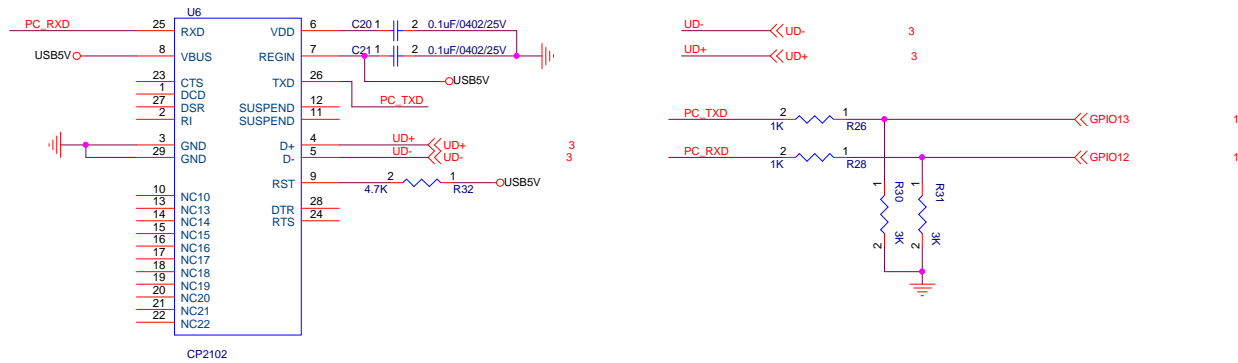 U6
PC_RXD 25 RXD VDD 6 C20 1 2 0.1uF/0402/25V
USB5V 8 VBUS REGIN 7 C21 1 2 0.1uF/0402/25V
23 CTS TXD 26 USB5V
1 DCD
27 DSR SUSPEND 12 PC_TXD
2 RI SUSPEND 11
3 GND D+ 4 UD+ UD+ 3
29 GND D- 5 UD- UD- 3
RST 9 2 1 USB5V
4.7K R32
10 NC10
13 NC13 DTR 28
14 NC14 RTS 24
15 NC15
16 NC16
17 NC17
18 NC18
19 NC19
20 NC20
21 NC21
22 NC22
CP2102
UD- UD- 3
UD+ UD+ 3
PC_TXD 2 1 GPIO13 1
1K R26
PC_RXD 2 1 GPIO12 1
1K R28
1 R30 2 3K
1 R31 2 3K